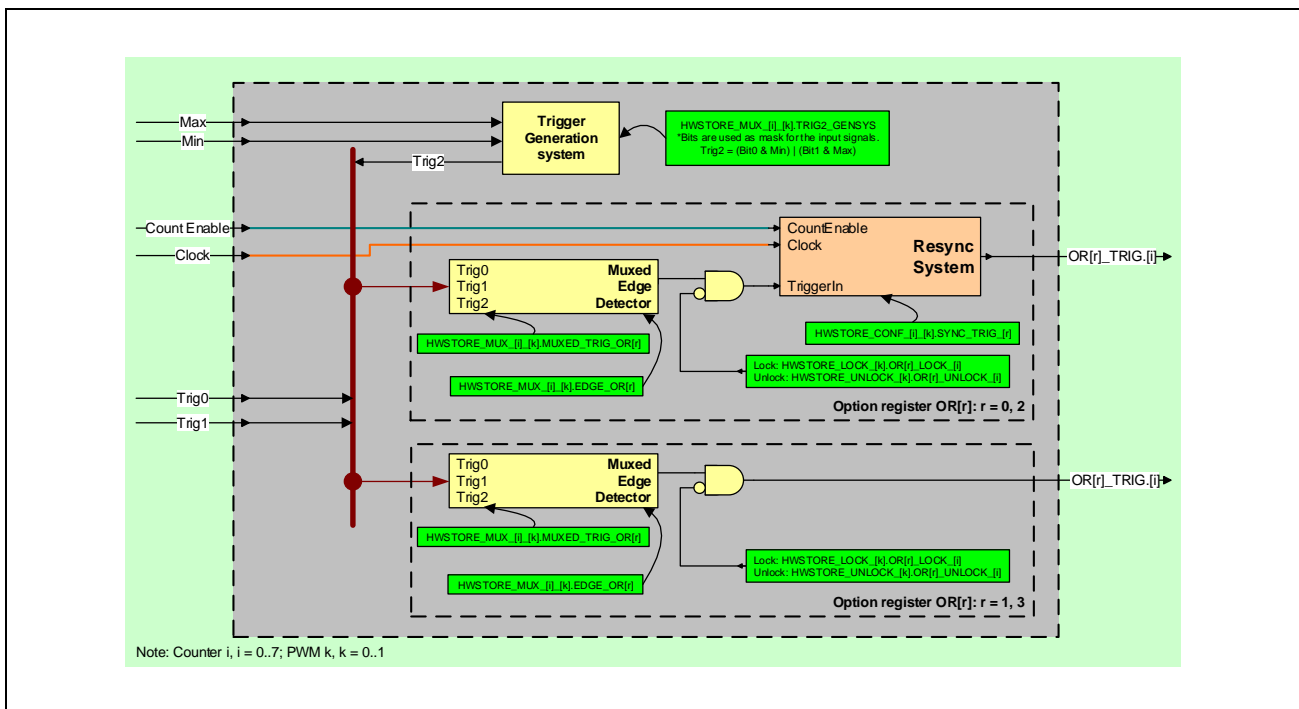 Max
Min
Trigger
Generation
system
HWSTORE_MUX_[i]_[k].TRIG2_GENSYS
*Bits are used as mask for the input signals.
Trig2 = (Bit0 & Min) | (Bit1 & Max)
Trig2
Count Enable
Clock
CountEnable
Clock
Resync
System
TriggerIn
OR[r]_TRIG.[i]
Trig0
Trig1
Trig2
Muxed
Edge
Detector
HWSTORE_MUX_[i]_[k].MUXED_TRIG_OR[r]
HWSTORE_CONF_[i]_[k].SYNC_TRIG_[r]
HWSTORE_MUX_[i]_[k].EDGE_OR[r]
Lock: HWSTORE_LOCK_[k].OR[r]_LOCK_[i]
Unlock: HWSTORE_UNLOCK_[k].OR[r]_UNLOCK_[i]
Option register OR[r]: r = 0, 2
Trig0
Trig1
Trig0
Trig1
Trig2
Muxed
Edge
Detector
OR[r]_TRIG.[i]
HWSTORE_MUX_[i]_[k].MUXED_TRIG_OR[r]
HWSTORE_MUX_[i]_[k].EDGE_OR[r]
Lock: HWSTORE_LOCK_[k].OR[r]_LOCK_[i]
Unlock: HWSTORE_UNLOCK_[k].OR[r]_UNLOCK_[i]
Option register OR[r]: r = 1, 3
Note: Counter i, i = 0..7; PWM k, k = 0..1